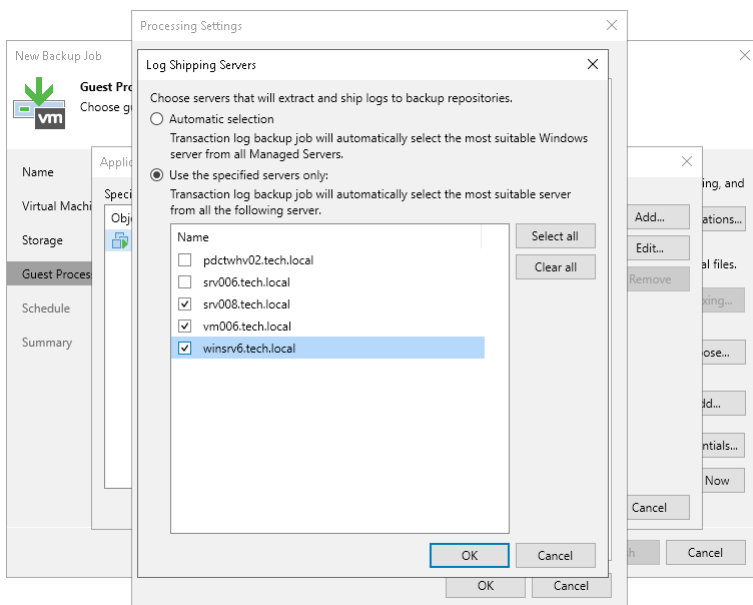 Processing Settings
New Backup Job
Log Shipping Servers
vm
Guest Pro
Choose g
Choose servers that will extract and ship logs to backup repositories.
Automatic selection
Transaction log backup job will automatically select the most suitable Windows
server from all Managed Servers.
Use the specified servers only:
Transaction log backup job will automatically select the most suitable server
from all the following server.
Name
pdctwhv02.tech.local
srv006.tech.local
srv008.tech.local
vm006.tech.local
winsrv6.tech.local
Select all
Clear all
OK
Cancel
OK
Cancel
Name
Virtual Machi
Storage
Guest Proces
Schedule
Summary
Applic
Speci
Obj
Add...
Edit...
Remove
Cancel
ing, and
ations...
al files.
xing...
ose...
dd...
ntials...
Now
h
Cancel